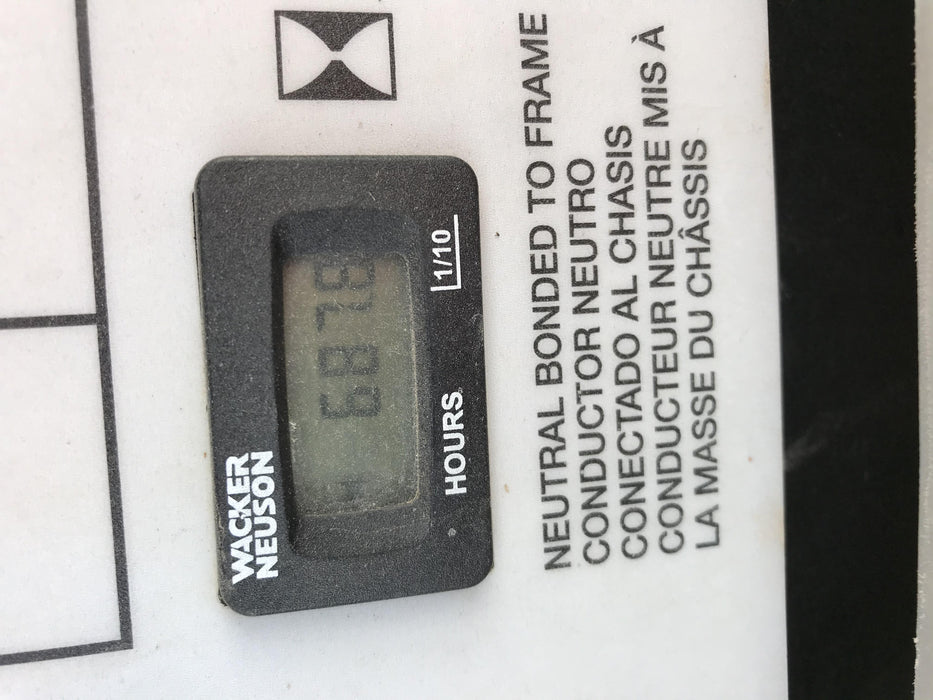 WACKER
NEUSON
6878
HOURS 1/10
NEUTRAL BONDED TO FRAME
CONDUCTOR NEUTRO
CONECTADO AL CHASIS
CONDUCTEUR NEUTRE MIS À
LA MASSE DU CHÂSSIS